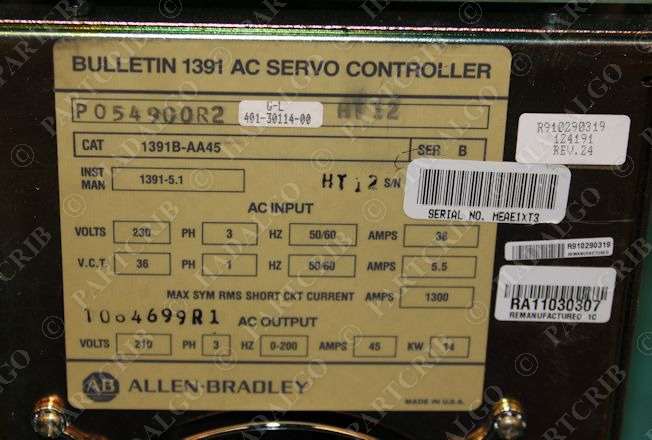 BULLETIN 1391 AC SERVO CONTROLLER
P054900R2 G-L 401-30114-00 HT12
CAT 1391B-AA45 SER B
INST MAN 1391-5.1 HT12 S/N
SERIAL NO. MEAE1XT3
AC INPUT
VOLTS 230 PH 3 HZ 50/60 AMPS 38
V.C.T. 36 PH 1 HZ 50/60 AMPS 5.5
MAX SYM RMS SHORT CKT CURRENT AMPS 1300
1064699R1 AC OUTPUT
VOLTS 210 PH 3 HZ 0-200 AMPS 45 KW 14
AB ALLEN-BRADLEY
MADE IN U.S.A.
R910290319
124191
REV.24
R910290319
REMANUFACTURED
RA11030307
REMANUFACTURED 1C
PARTCRIB
HADALGO